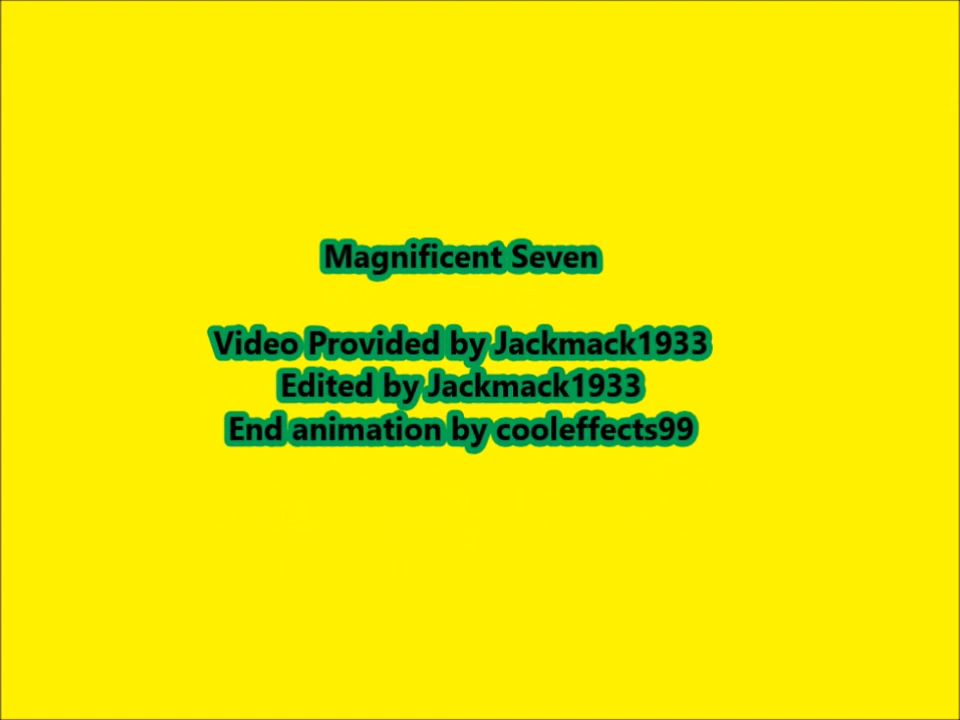 Magnificent Seven
Video Provided by Jackmack1933
Edited by Jackmack1933
End animation by cooleffects99